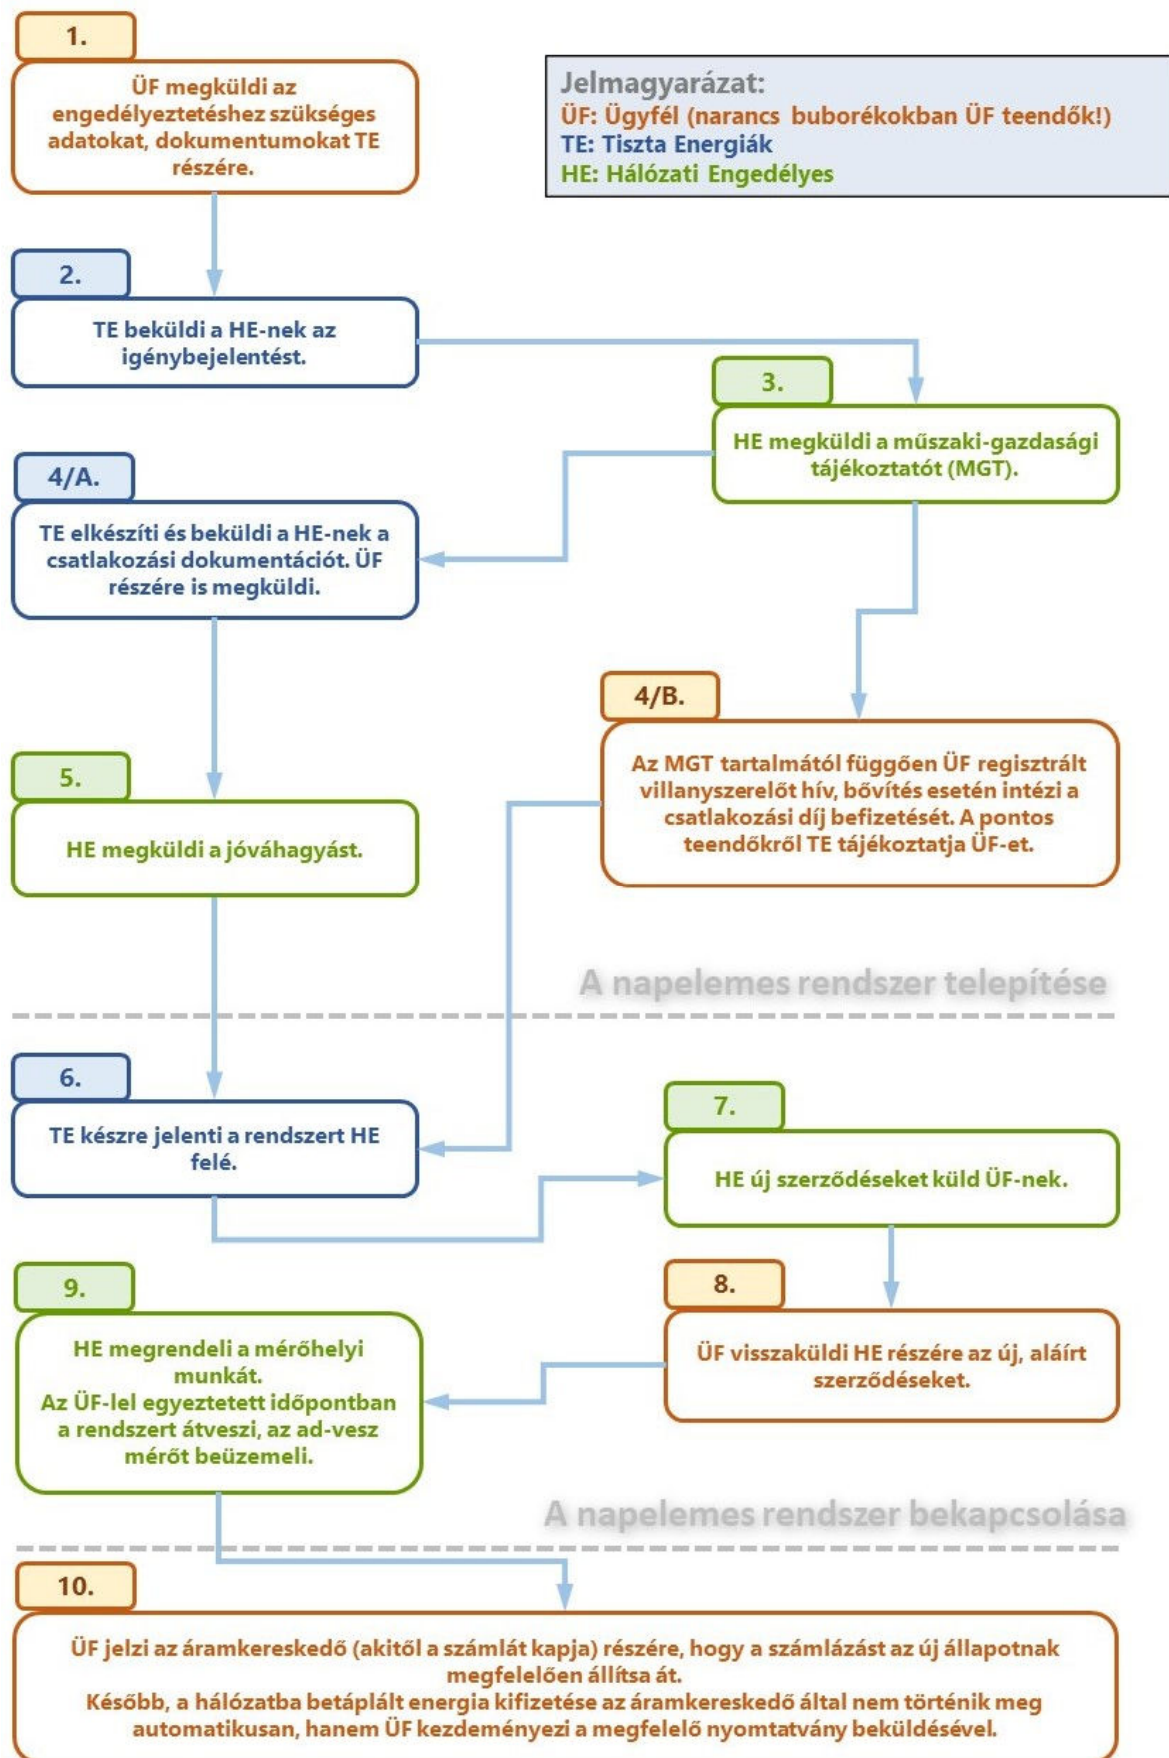 1.
ÜF megküldi az
engedélyeztetéshez szükséges
adatokat, dokumentumokat TE
részére.
Jelmagyarázat:
ÜF: Ügyfél (narancs buborékokban ÜF teendők!)
TE: Tiszta Energiák
HE: Hálózati Engedélyes
2.
TE beküldi a HE-nek az
igénybejelentést.
3.
HE megküldi a műszaki-gazdasági
tájékoztatót (MGT).
4/A.
TE elkészíti és beküldi a HE-nek a
csatlakozási dokumentációt. ÜF
részére is megküldi.
4/B.
Az MGT tartalmától függően ÜF regisztrált
villanyszerelőt hív, bővítés esetén intézi a
csatlakozási díj befizetését. A pontos
teendőkről TE tájékoztatja ÜF-et.
5.
HE megküldi a jóváhagyást.
A napelemes rendszer telepítése
6.
TE készre jelenti a rendszert HE
felé.
7.
HE új szerződéseket küld ÜF-nek.
8.
ÜF visszaküldi HE részére az új, aláírt
szerződéseket.
9.
HE megrendeli a mérőhelyi
munkát.
Az ÜF-lel egyeztetett időpontban
a rendszert átveszi, az ad-vesz
mérőt beüzemeli.
A napelemes rendszer bekapcsolása
10.
ÜF jelzi az áramkereskedő (akitől a számlát kapja) részére, hogy a számlázást az új állapotnak
megfelelően állítsa át.
Később, a hálózatba betáplált energia kifizetése az áramkereskedő által nem történik meg
automatikusan, hanem ÜF kezdeményezi a megfelelő nyomtatvány beküldésével.